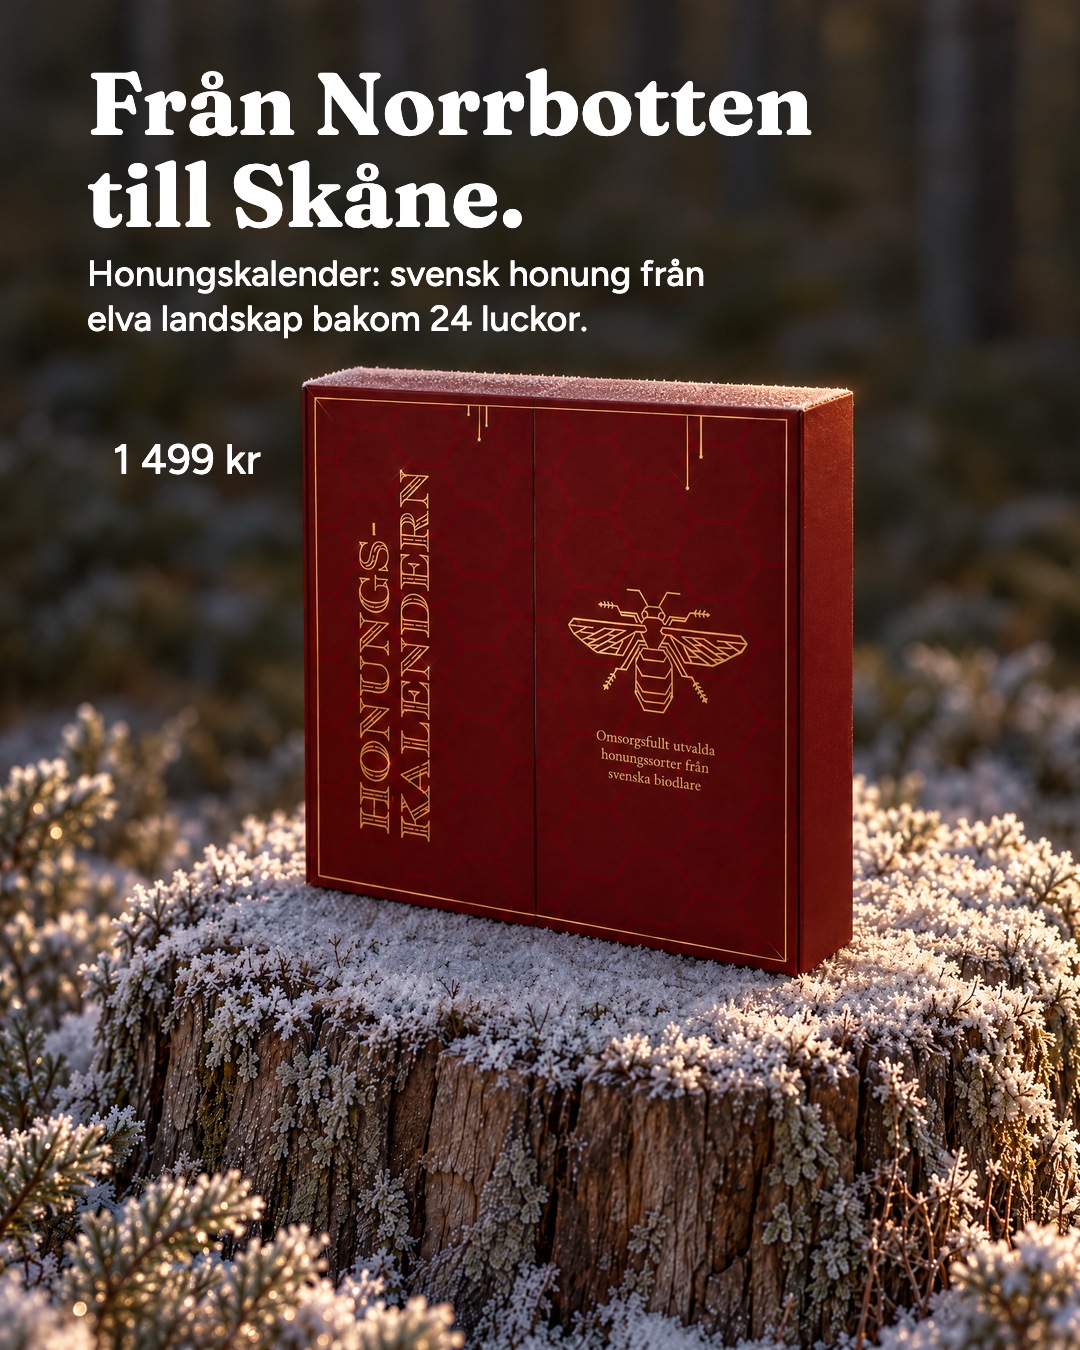 Från Norrbotten
till Skåne.
Honungskalender: svensk honung från
elva landskap bakom 24 luckor.
1 499 kr
HONUNGS-
KALENDERN
Omsorgsfullt utvalda
honungssorter från
svenska biodlare